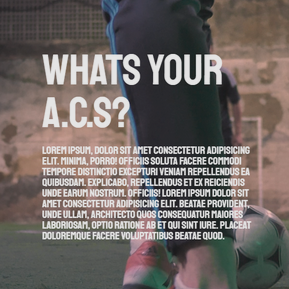 WHATS YOUR
A.C.S?
LOREM IPSUM, DOLOR SIT AMET CONSECTETUR ADIPISICING
ELIT. MINIMA, PORRO! OFFICIIS SOLUTA FACERE COMMODI
TEMPORE DISTINCTIO EXCEPTURI VENIAM REPELLENDUS EA
QUIBUSDAM. EXPLICABO, REPELLENDUS ET EX REICIENDIS
UNDE EARUM NOSTRUM. OFFICIIS! LOREM IPSUM DOLOR SIT
AMET CONSECTETUR ADIPISICING ELIT. BEATAE PROVIDENT,
UNDE ULLAM, ARCHITECTO QUOS CONSEQUATUR MAIORES
LABORIOSAM, OPTIO RATIONE AB ET QUI SINT IURE. PLACEAT
DOLOREMQUE FACERE VOLUPTATIBUS BEATAE QUOD.